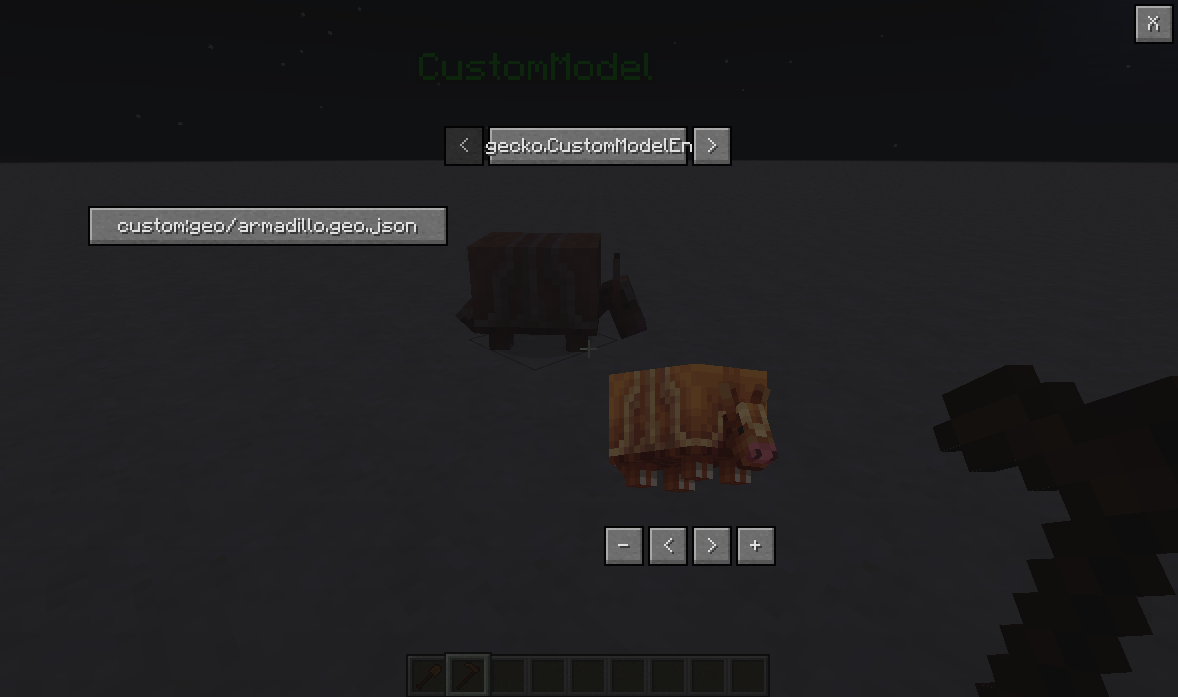 X
CustomModel
< gecko.CustomModelEn >
custom:geo/armadillo.geo.json
- < > +